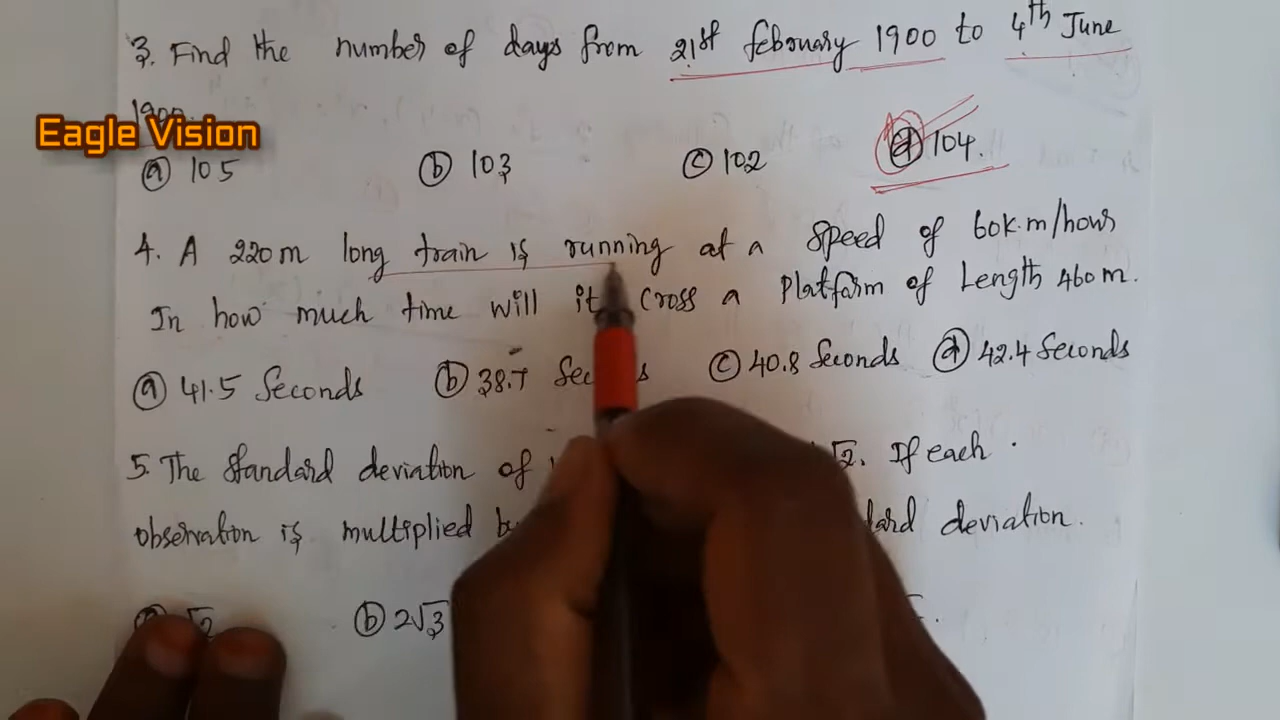 3. Find the number of days from 21st february 1900 to 4th June
1900.
Eagle Vision
ⓐ 105 ⓑ 103 ⓒ 102 ⓓ 104.
4. A 220m long train is running at a speed of 60k.m/hour
In how much time will it cross a platform of Length 460m.
ⓐ 41.5 Seconds ⓑ 38.7 ⓒ 40.8 Seconds ⓓ 42.4 Seconds
5. The standard deviation of √2. If each
observation is multiplied deviation.
ⓑ 2√3